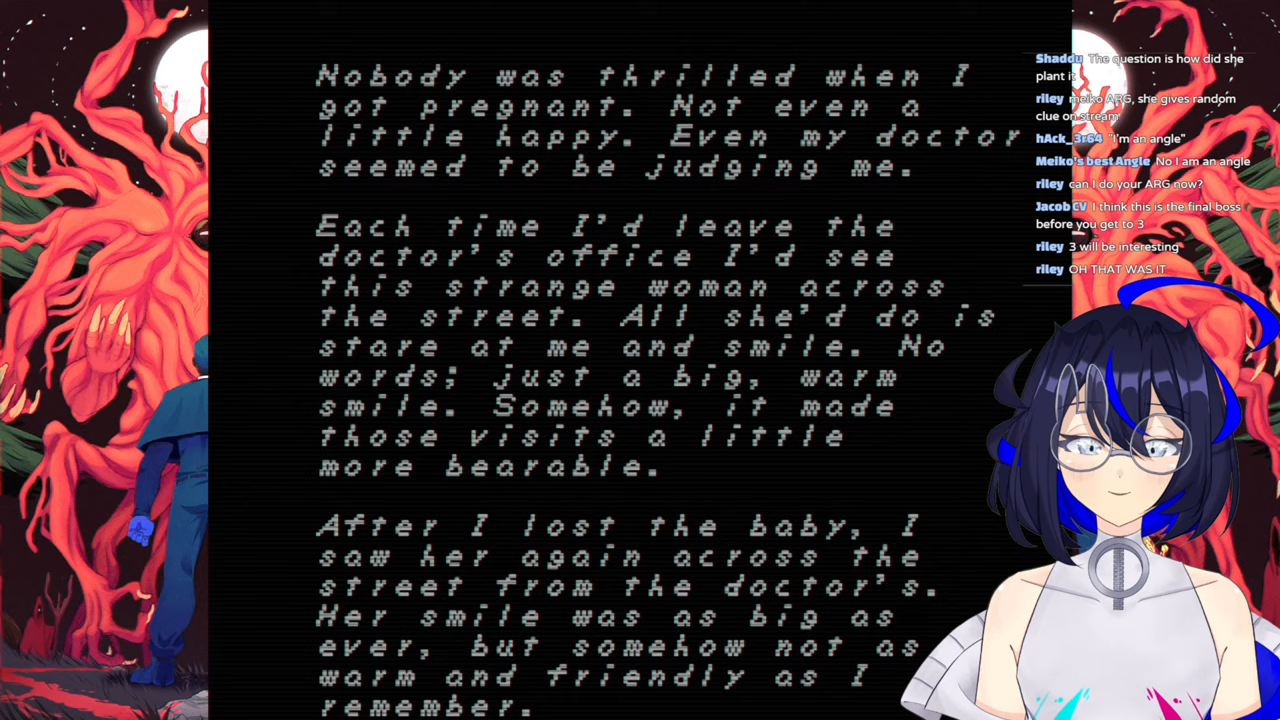 Nobody was thrilled when I
got pregnant. Not even a
little happy. Even my doctor
seemed to be judging me.
Each time I'd leave the
doctor's office I'd see
this strange woman across
the street. All she'd do is
stare at me and smile. No
words; just a big, warm
smile. Somehow, it made
those visits a little
more bearable.
After I lost the baby, I
saw her again across the
street from the doctor's.
Her smile was as big as
ever, but somehow not as
warm and friendly as I
remember.
Shaddu The question is how did she
plant it
riley meiko ARG, she gives random
clue on stream
hAck_3r64 "I'm an angle"
Meiko's best Angle No I am an angle
riley can I do your ARG now?
Jacob CV I think this is the final boss
before you get to 3
riley 3 will be interesting
riley OH THAT WAS IT